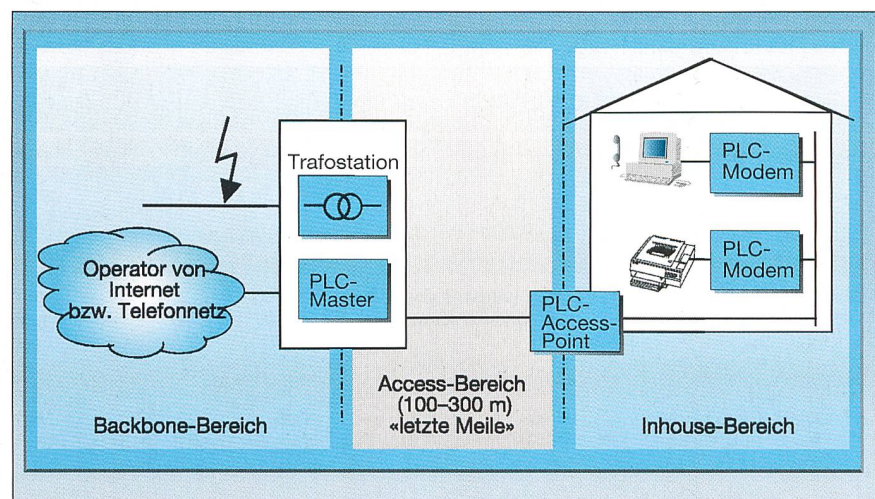 Trafostation
PLC-
Master
Operator von
Internet
bzw. Telefonnetz
Backbone-Bereich
Access-Bereich
(100–300 m)
«letzte Meile»
PLC-
Access-
Point
PLC-
Modem
PLC-
Modem
Inhouse-Bereich